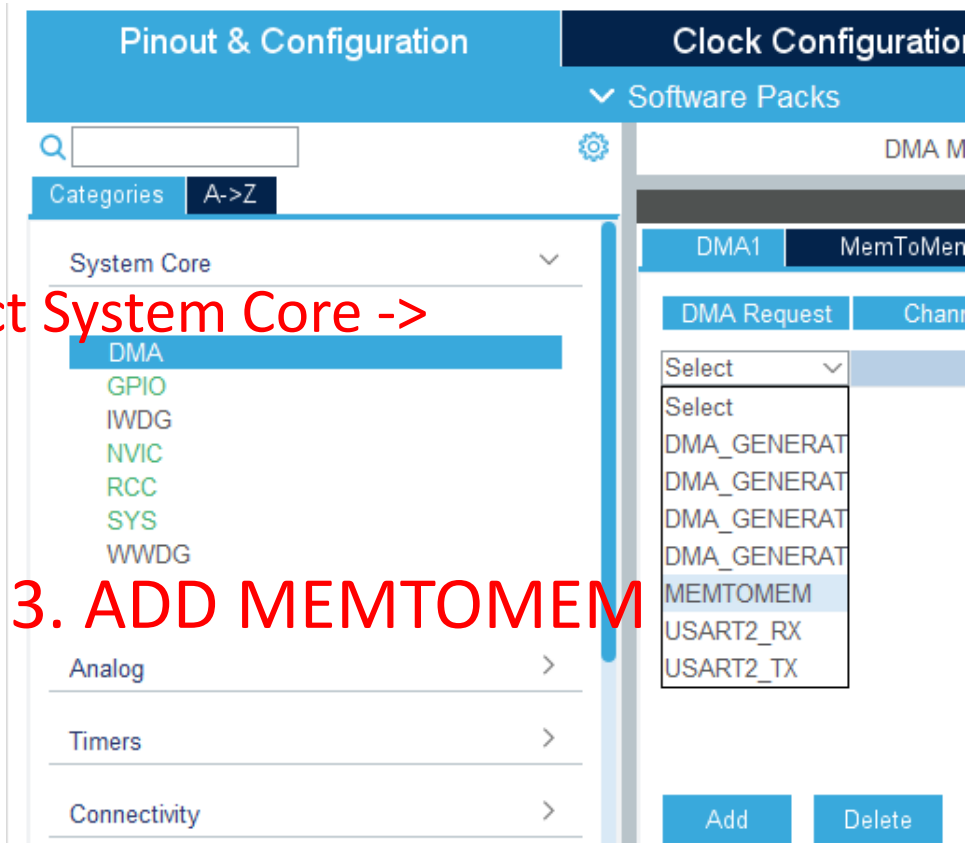 Pinout & Configuration
Clock Configuration
Software Packs
DMA M
Categories
A->Z
DMA1
MemToMem
System Core
ct System Core ->
DMA Request
Chann
DMA
GPIO
IWDG
NVIC
RCC
SYS
WWDG
Select
Select
DMA_GENERAT
DMA_GENERAT
DMA_GENERAT
DMA_GENERAT
MEMTOMEM
USART2_RX
USART2_TX
3. ADD MEMTOMEM
Analog
Timers
Connectivity
Add
Delete